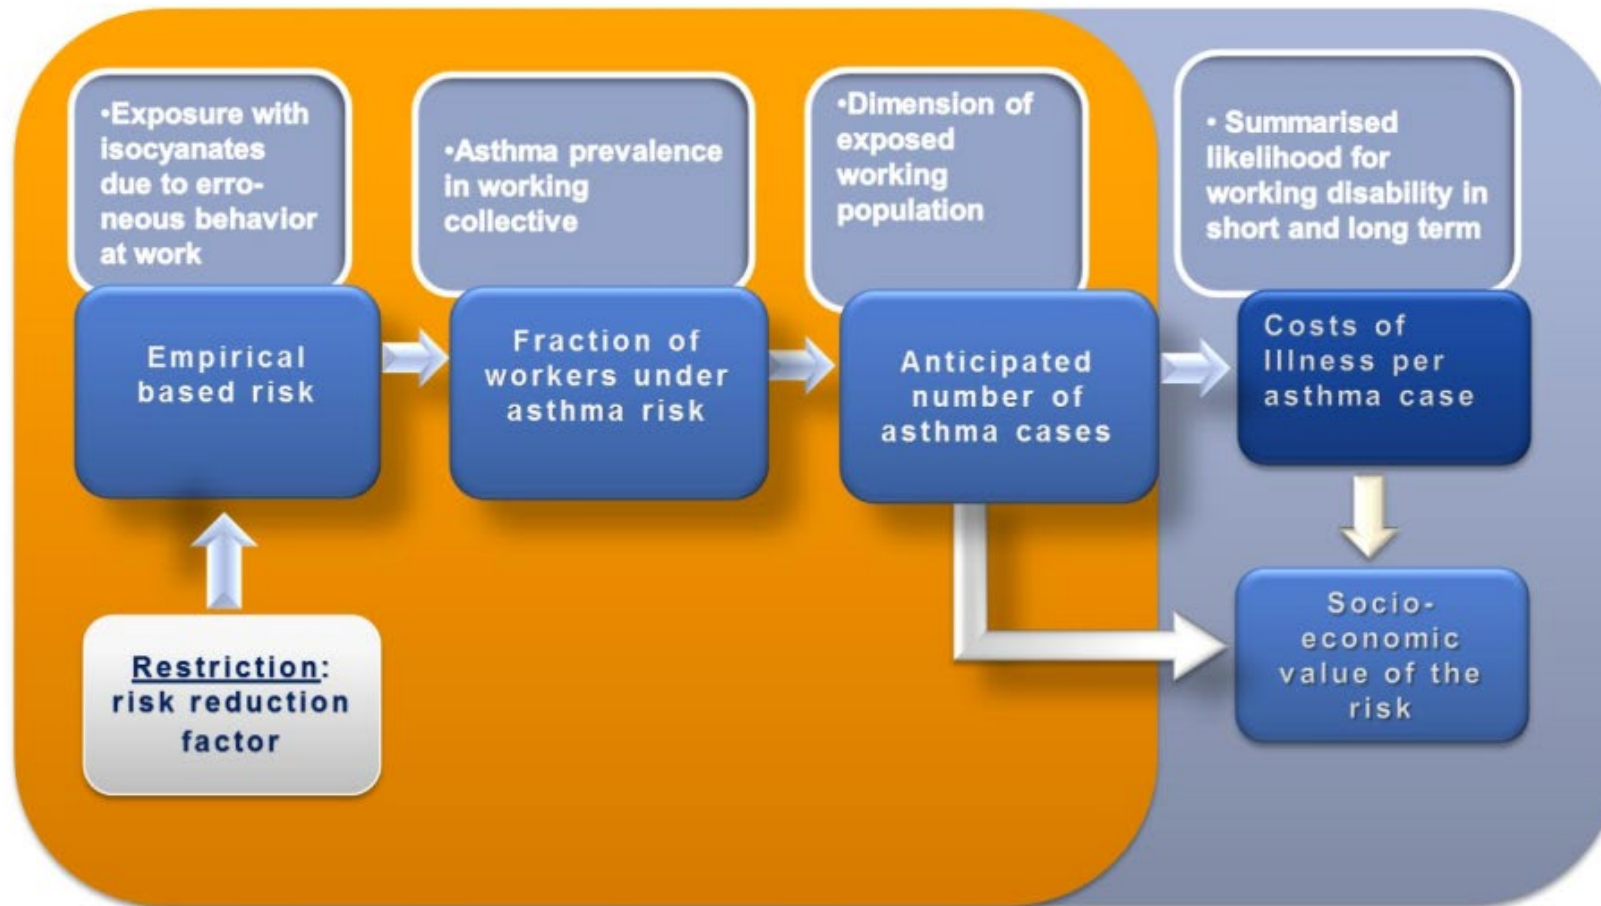 •Exposure with
isocyanates
due to erro-
neous behavior
at work
•Asthma prevalence
in working
collective
•Dimension of
exposed
working
population
• Summarised
likelihood for
working disability in
short and long term
Empirical
based risk
Fraction of
workers under
asthma risk
Anticipated
number of
asthma cases
Costs of
Illness per
asthma case
Restriction:
risk reduction
factor
Socio-
economic
value of the
risk